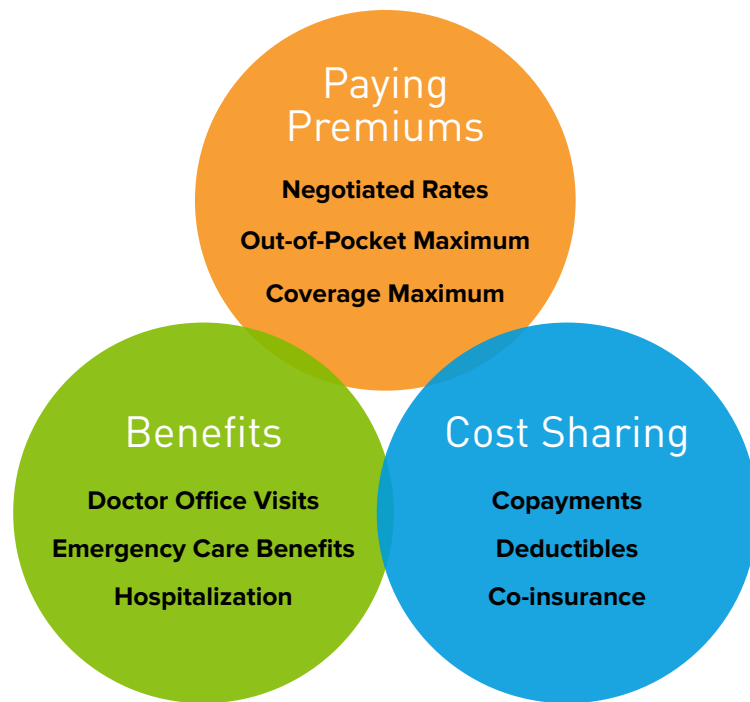 Paying
Premiums
Negotiated Rates
Out-of-Pocket Maximum
Coverage Maximum
Benefits
Doctor Office Visits
Emergency Care Benefits
Hospitalization
Cost Sharing
Copayments
Deductibles
Co-insurance